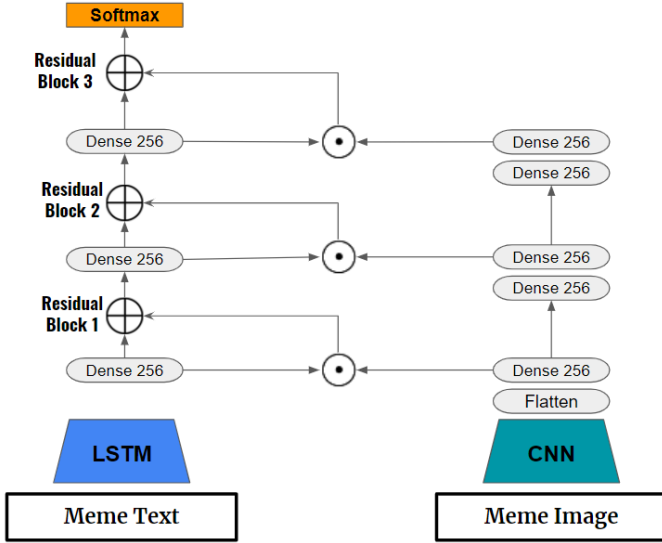 Softmax
Residual
Block 3
Dense 256
Dense 256
Dense 256
Residual
Block 2
Dense 256
Dense 256
Dense 256
Residual
Block 1
Dense 256
Dense 256
Flatten
LSTM
CNN
Meme Text
Meme Image